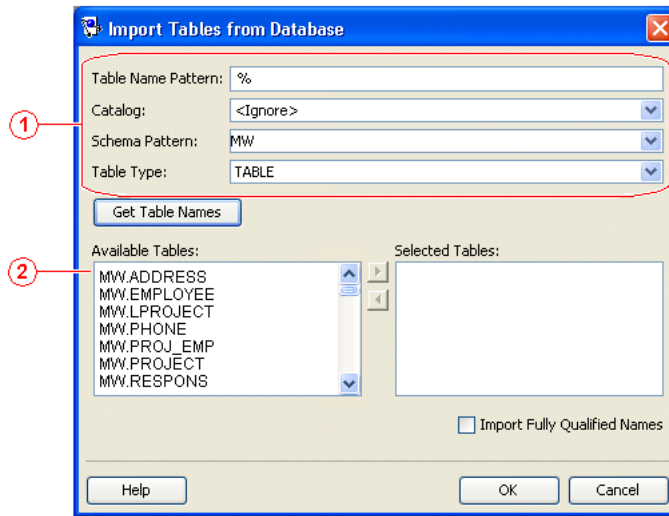 Import Tables from Database
Table Name Pattern: %
Catalog: <Ignore>
1
Schema Pattern: MW
Table Type: TABLE
Get Table Names
Available Tables: Selected Tables:
2
MW.ADDRESS
MW.EMPLOYEE
MW.LPROJECT
MW.PHONE
MW.PROJ_EMP
MW.PROJECT
MW.RESPONS
Import Fully Qualified Names
Help OK Cancel